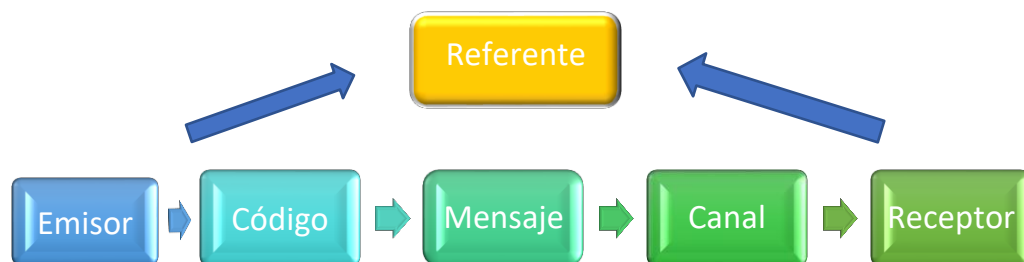 Referente
Emisor
Código
Mensaje
Canal
Receptor